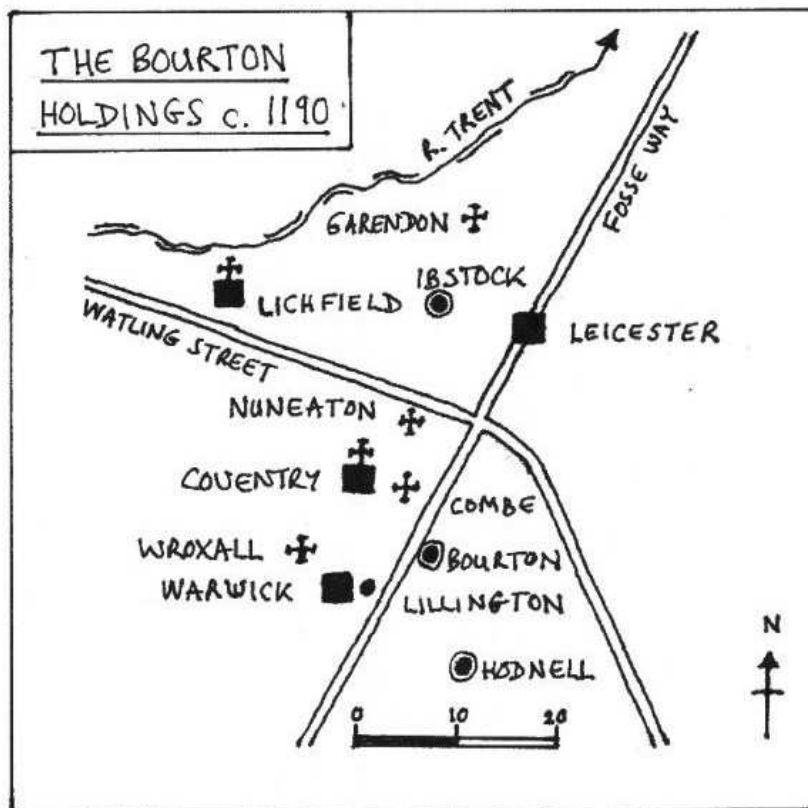 THE BOURTON
HOLDINGS c. 1190
R. TRENT
FOSSE WAY
GARENDON
IBSTOCK
LICHFIELD
LEICESTER
WATLING STREET
NUNEATON
COVENTRY
COMBE
WROXALL
BOURTON
WARWICK
LILLINGTON
HODNELL
N
0 10 20